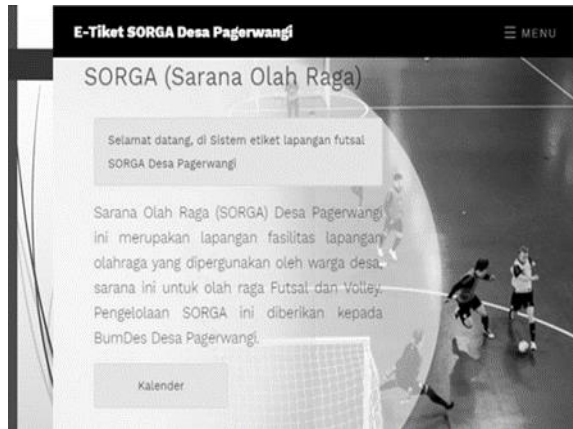 E-Tiket SORGA Desa Pagerwangi
☰ MENU
SORGA (Sarana Olah Raga)
Selamat datang, di Sistem etiket lapangan futsal
SORGA Desa Pagerwangi
Sarana Olah Raga (SORGA) Desa Pagerwangi
ini merupakan lapangan fasilitas lapangan
olahraga yang dipergunakan oleh warga desa,
sarana ini untuk olah raga Futsal dan Volley.
Pengelolaan SORGA ini diberikan kepada
BumDes Desa Pagerwangi.
Kalender